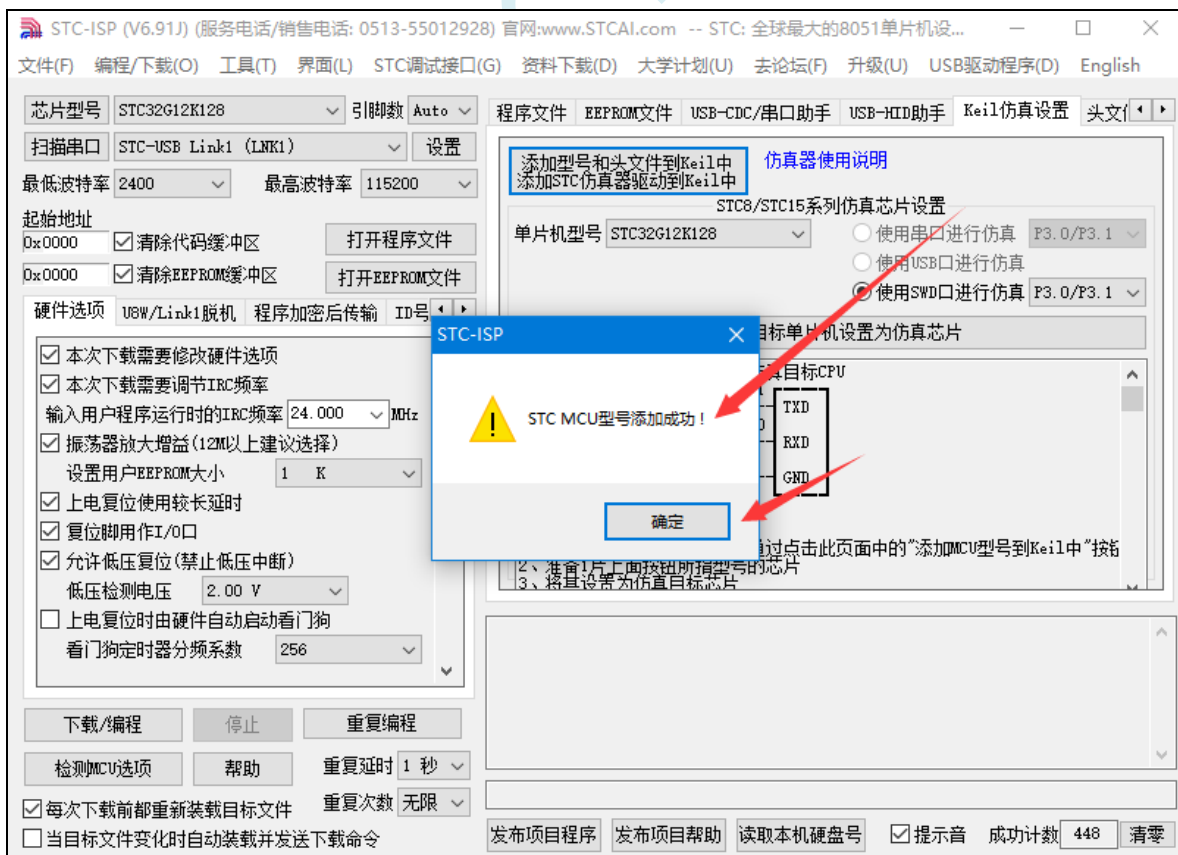 STC-ISP (V6.91J) (服务电话/销售电话: 0513-55012928) 官网:www.STCAI.com -- STC: 全球最大的8051单片机设...
文件(F) 编程/下载(O) 工具(T) 界面(L) STC调试接口(G) 资料下载(D) 大学计划(U) 去论坛(F) 升级(U) USB驱动程序(D) English
芯片型号 STC32G12K128 引脚数 Auto
扫描串口 STC-USB Link1 (LNK1) 设置
最低波特率 2400 最高波特率 115200
起始地址
0x0000 清除代码缓冲区 打开程序文件
0x0000 清除EEPROM缓冲区 打开EEPROM文件
硬件选项 U8W/Link1脱机 程序加密后传输 ID号
本次下载需要修改硬件选项
本次下载需要调节IRC频率
输入用户程序运行时的IRC频率 24.000 MHz
振荡器放大增益(12M以上建议选择)
设置用户EEPROM大小 1 K
上电复位使用较长延时
复位脚用作I/O口
允许低压复位(禁止低压中断)
低压检测电压 2.00 V
上电复位时由硬件自动启动看门狗
看门狗定时器分频系数 256
下载/编程 停止 重复编程
检测MCU选项 帮助 重复延时 1 秒
每次下载前都重新装载目标文件 重复次数 无限
当目标文件变化时自动装载并发送下载命令
程序文件 EEPROM文件 USB-CDC/串口助手 USB-HID助手 Keil仿真设置 头文
添加型号和头文件到Keil中
添加STC仿真器驱动到Keil中
仿真器使用说明
STC8/STC15系列仿真芯片设置
单片机型号 STC32G12K128 使用串口进行仿真 P3.0/P3.1
使用USB口进行仿真
使用SWD口进行仿真 P3.0/P3.1
目标单片机设置为仿真芯片
目标CPU
TXD
RXD
GND
通过点击此页面中的"添加MCU型号到Keil中"按钮
2、准备1片上面按钮所指型号的芯片
3、将其设置为仿真目标芯片
STC-ISP
STC MCU型号添加成功!
确定
发布项目程序 发布项目帮助 读取本机硬盘号 提示音 成功计数 448 清零